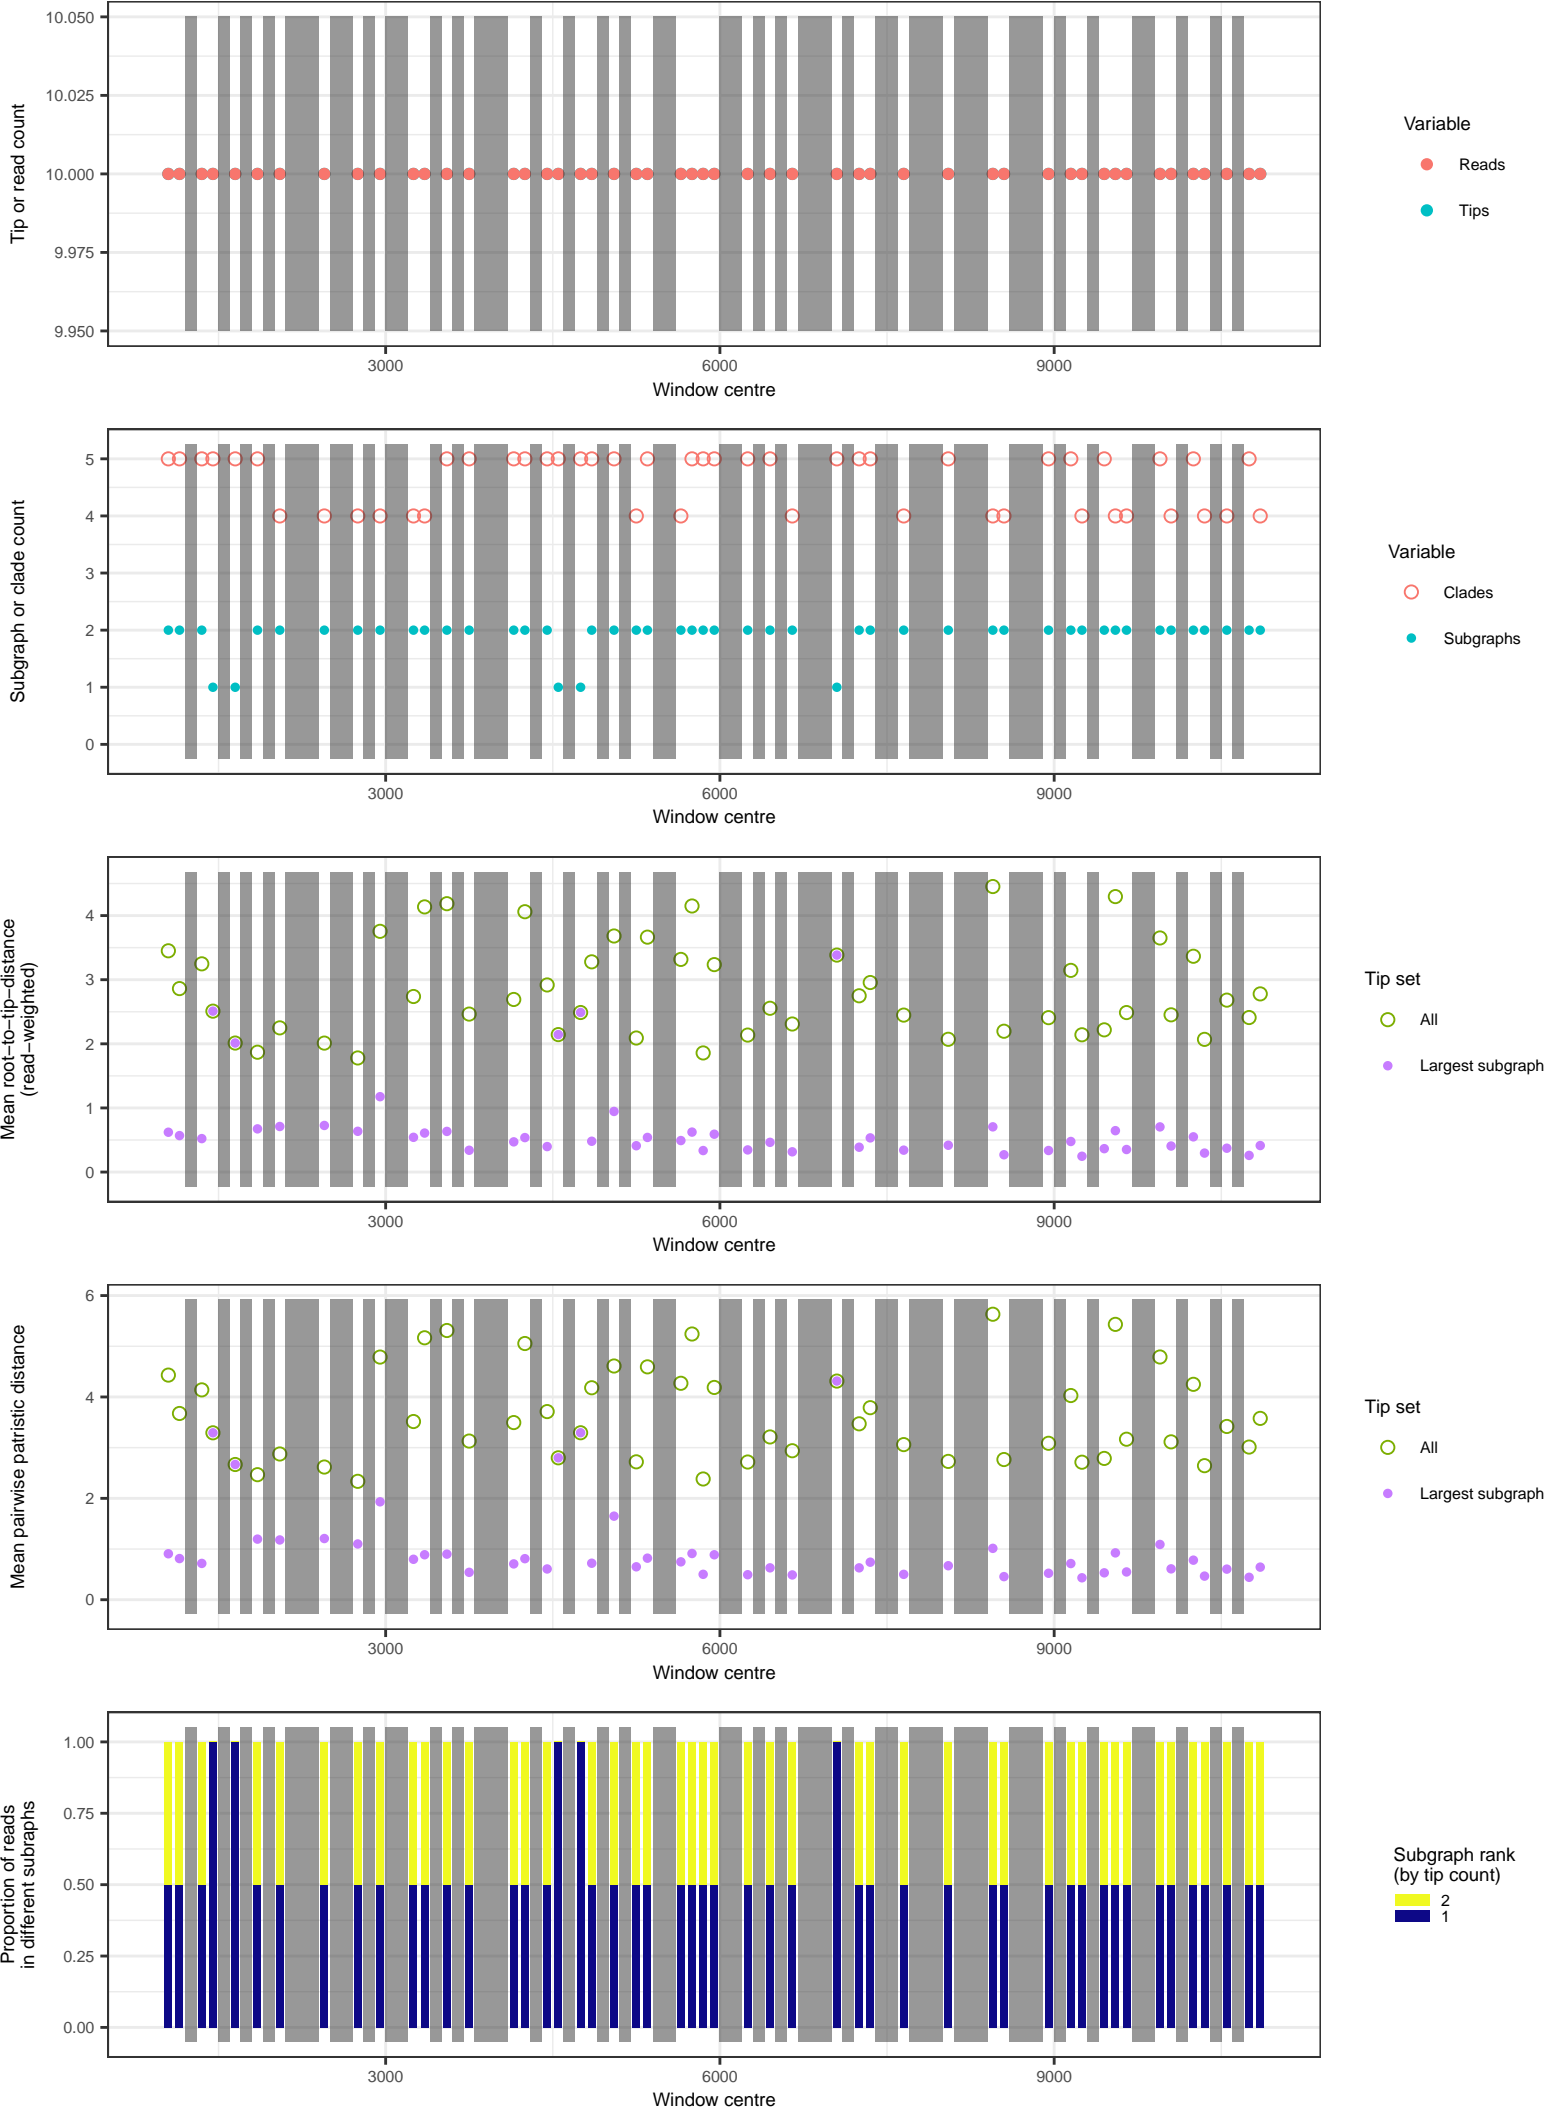 10.050
10.025
10.000
9.975
9.950
Tip or read count
3000
6000
9000
Window centre
Variable
Reads
Tips
5
4
3
2
1
0
Subgraph or clade count
3000
6000
9000
Window centre
Variable
Clades
Subgraphs
4
3
2
1
0
Mean root−to−tip−distance
(read−weighted)
3000
6000
9000
Window centre
Tip set
All
Largest subgraph
6
4
2
0
Mean pairwise patristic distance
3000
6000
9000
Window centre
Tip set
All
Largest subgraph
1.00
0.75
0.50
0.25
0.00
Proportion of reads
in different subraphs
3000
6000
9000
Window centre
Subgraph rank
(by tip count)
2
1